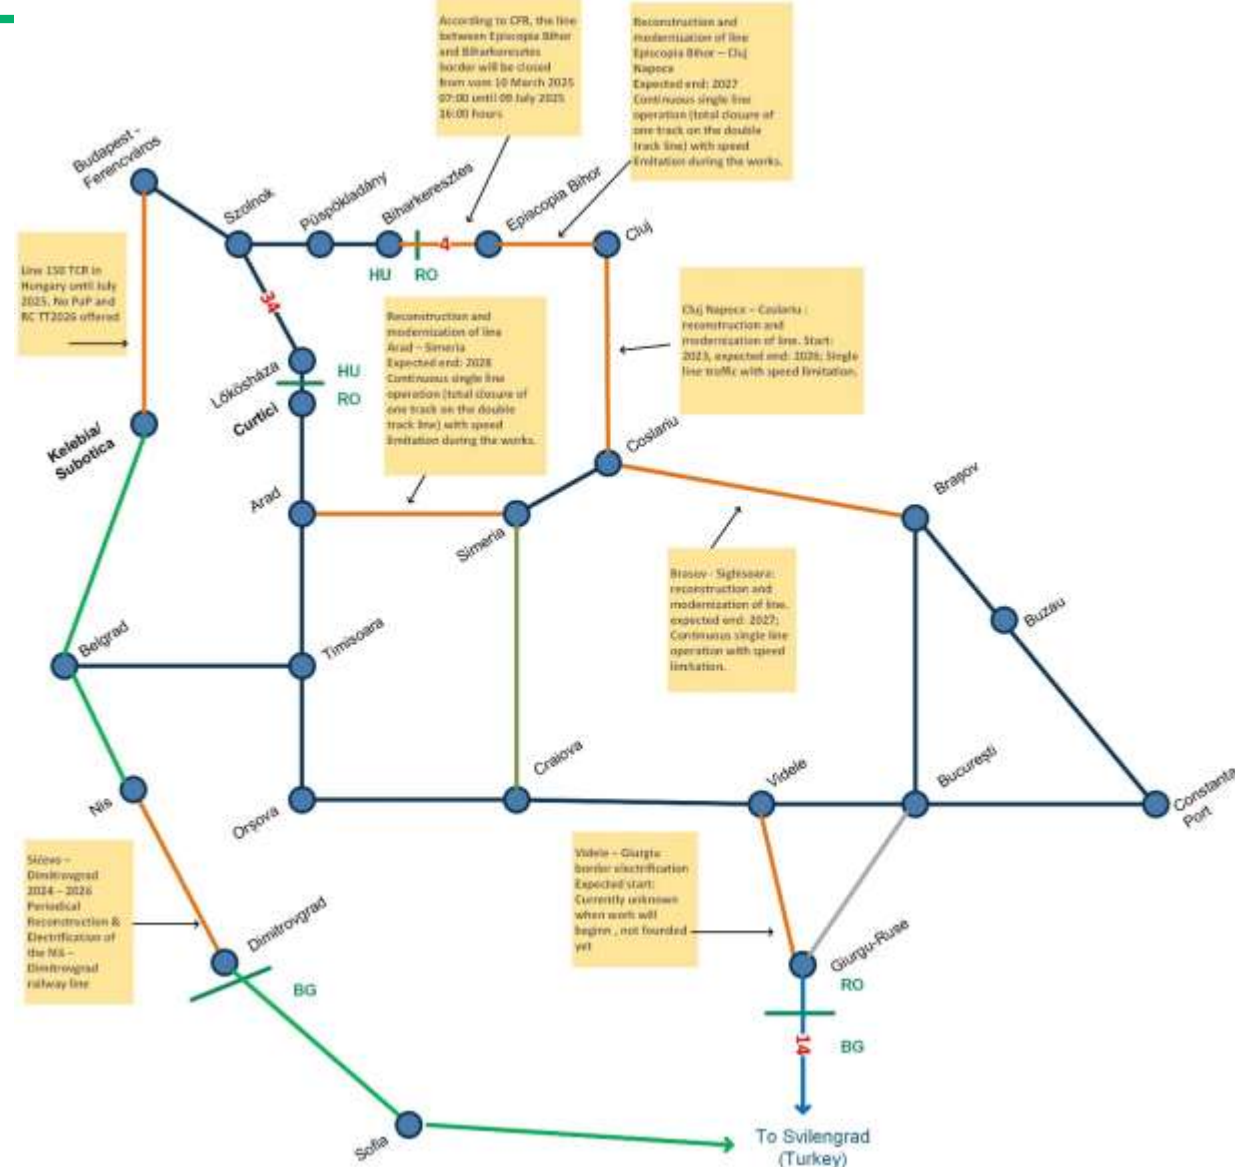 According to CFR, the line
between Episcopia Bihor
and Biharkeresztes
border will be closed
from vom 10 March 2025
07:00 until 09 July 2025
16:00 hours
Reconstruction and
modernization of line
Episcopia Bihor – Cluj
Napoca
Expected end: 2027
Continuous single line
operation (total closure of
one track on the double
track line) with speed
limitation during the works.
Budapest -
Ferencváros
Szolnok
Püspökladány
Biharkeresztes
4
Episcopia Bihor
Cluj
HU
RO
Line 150 TCR in
Hungary until July
2025. No PaP and
RC TT2026 offered
34
Reconstruction and
modernization of line
Arad – Simeria
Expected end: 2028
Continuous single line
operation (total closure of
one track on the double
track line) with speed
limitation during the works.
Cluj Napoca – Coslariu :
reconstruction and
modernization of line. Start:
2023, expected end: 2026; Single
line traffic with speed limitation.
Lőkösháza
HU
RO
Curtici
Kelebia/
Subotica
Coslariu
Arad
Simeria
Brașov
Brasov - Sighisoara:
reconstruction and
modernization of line.
expected end: 2027;
Continuous single line
operation with speed
limitation.
Buzau
Belgrad
Timisoara
Nis
Orșova
Craiova
Videle
București
Constanta
Port
Sićevo –
Dimitrovgrad
2024 – 2026
Periodical
Reconstruction &
Electrification of
the Niš –
Dimitrovgrad
railway line
Dimitrovgrad
BG
Videle – Giurgiu
border electrification
Expected start:
Currently unknown
when work will
beginn , not founded
yet
Giurgu-Ruse
RO
14
BG
Sofia
To Svilengrad
(Turkey)